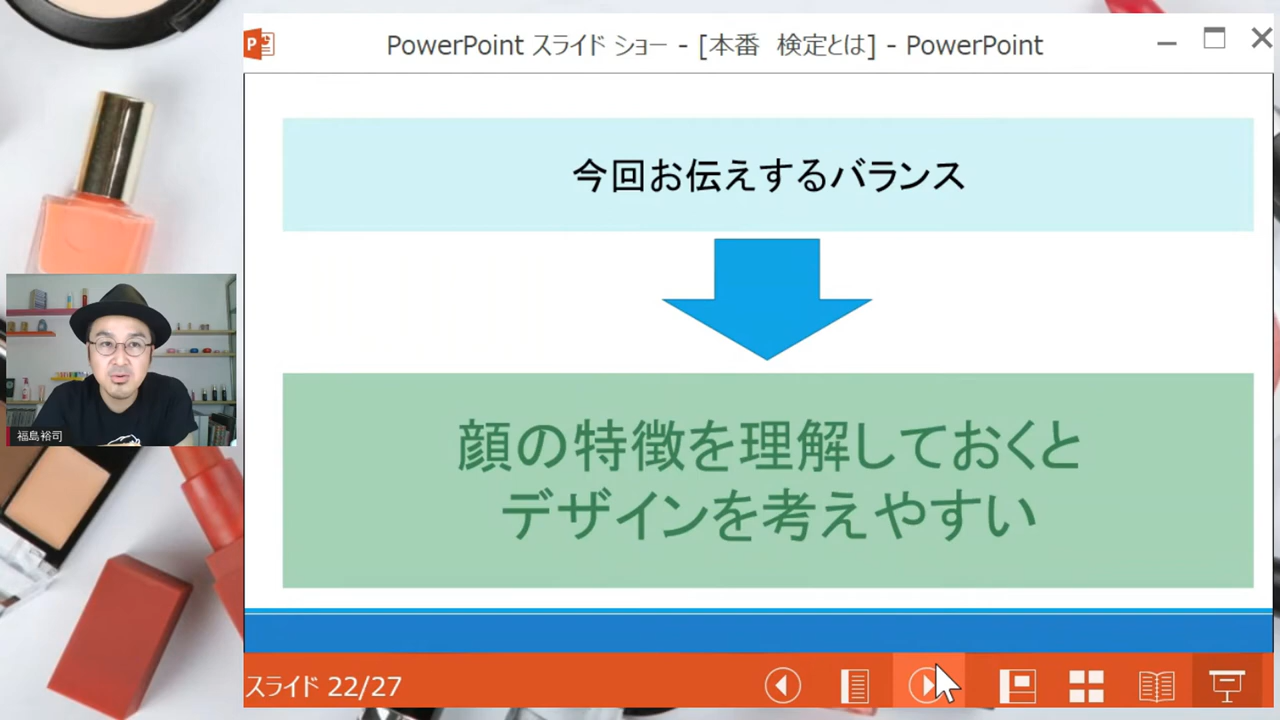 PowerPoint スライド ショー - [本番 検定とは] - PowerPoint
今回お伝えするバランス
顔の特徴を理解しておくと
デザインを考えやすい
福島裕司
スライド 22/27